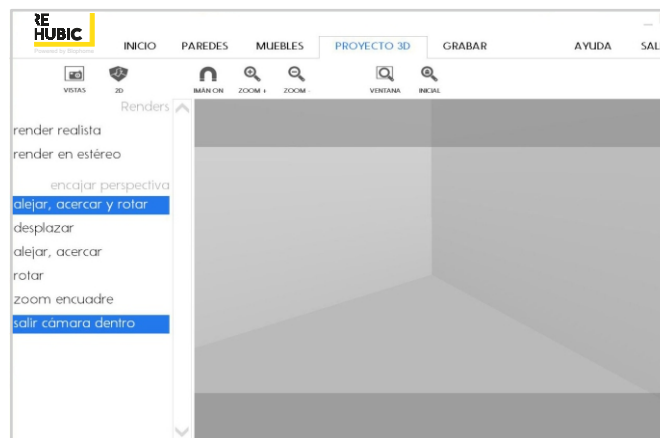 RE
HUBIC
INICIO PAREDES MUEBLES PROYECTO 3D GRABAR AYUDA SAL
VISTAS 2D IMÁN ON ZOOM + ZOOM - VENTANA INICIAL
Renders
render realista
render en estéreo
encajar perspectiva
alejar, acercar y rotar
desplazar
alejar, acercar
rotar
zoom encuadre
salir cámara dentro